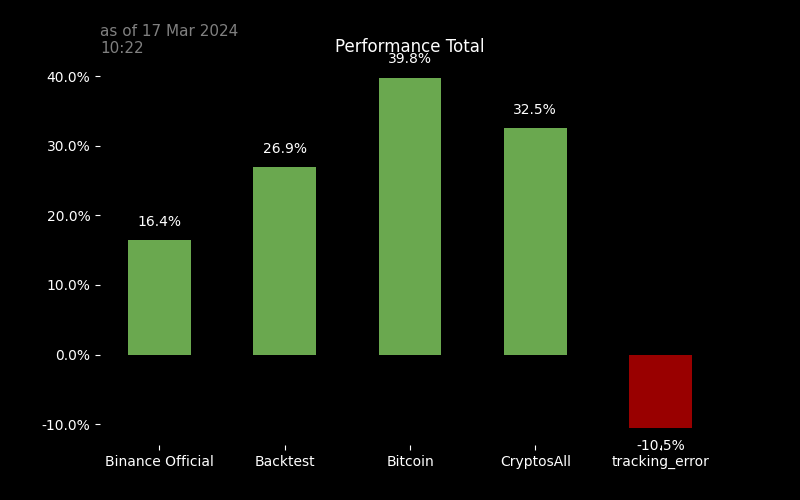 as of 17 Mar 2024
10:22
Performance Total
39.8%
40.0%
32.5%
30.0%
26.9%
20.0%
16.4%
10.0%
0.0%
-10.0%
-10.5%
Binance Official
Backtest
Bitcoin
CryptosAll
tracking_error